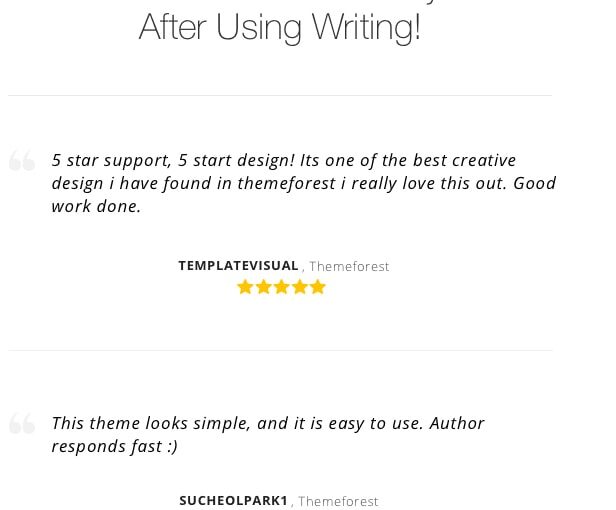 After Using Writing!
5 star support, 5 start design! Its one of the best creative
design i have found in themeforest i really love this out. Good
work done.
TEMPLATEVISUAL , Themeforest
This theme looks simple, and it is easy to use. Author
responds fast :)
SUCHEOLPARK1 , Themeforest